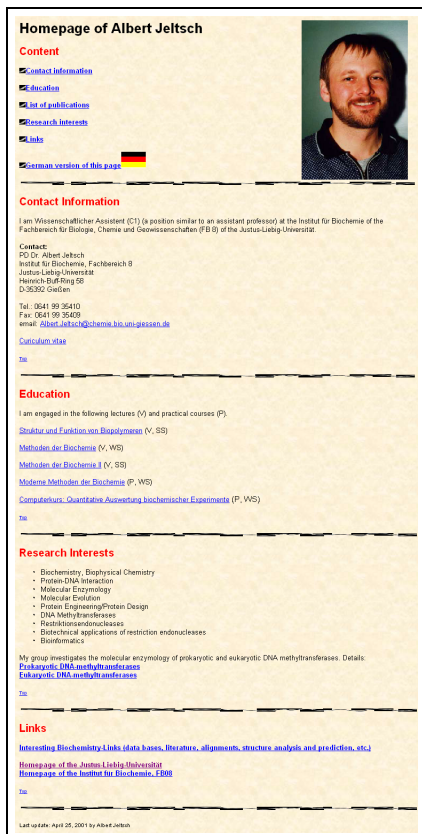 Homepage of Albert Jeltsch
Content
Contact information
Education
List of publications
Research interests
Links
German version of this page
Contact Information
I am Wissenschaftlicher Assistent (C1) (a position similar to an assistant professor) at the Institut für Biochemie of the
Fachbereich für Biologie, Chemie und Geowissenschaften (FB 8) of the Justus-Liebig-Universität.
Contact:
PD Dr. Albert Jeltsch
Institut für Biochemie, Fachbereich 8
Justus-Liebig-Universität
Heinrich-Buff-Ring 58
D-35392 Gießen
Tel.: 0641 99 35410
Fax: 0641 99 35409
email: Albert.Jeltsch@chemie.bio.uni-giessen.de
Curiculum vitae
Top
Education
I am engaged in the following lectures (V) and practical courses (P).
Struktur und Funktion von Biopolymeren (V, SS)
Methoden der Biochemie (V, WS)
Methoden der Biochemie II (V, SS)
Moderne Methoden der Biochemie (P, WS)
Computerkurs: Quantitative Auswertung biochemischer Experimente (P, WS)
Top
Research Interests
• Biochemistry, Biophysical Chemistry
• Protein-DNA Interaction
• Molecular Enzymology
• Molecular Evolution
• Protein Engineering/Protein Design
• DNA Methyltransferases
• Restriktionsendonucleases
• Biotechnical applications of restriction endonucleases
• Bioinformatics
My group investigates the molecular enzymology of prokaryotic and eukaryotic DNA methyltransferases. Details:
Prokaryotic DNA-methyltransferases
Eukaryotic DNA-methyltransferases
Top
Links
Interesting Biochemistry-Links (data bases, literature, alignments, structure analysis and prediction, etc.)
Homepage of the Justus-Liebig-Universität
Homepage of the Institut für Biochemie, FB08
Top
Last update: April 25, 2001 by Albert Jeltsch